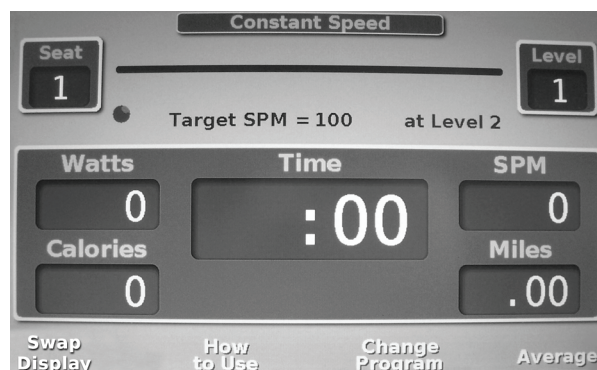 Constant Speed
Seat
Level
1
1
Target SPM = 100 at Level 2
Watts
Time
SPM
0
:00
0
Calories
Miles
0
.00
Swap
Display
How
to Use
Change
Program
Average